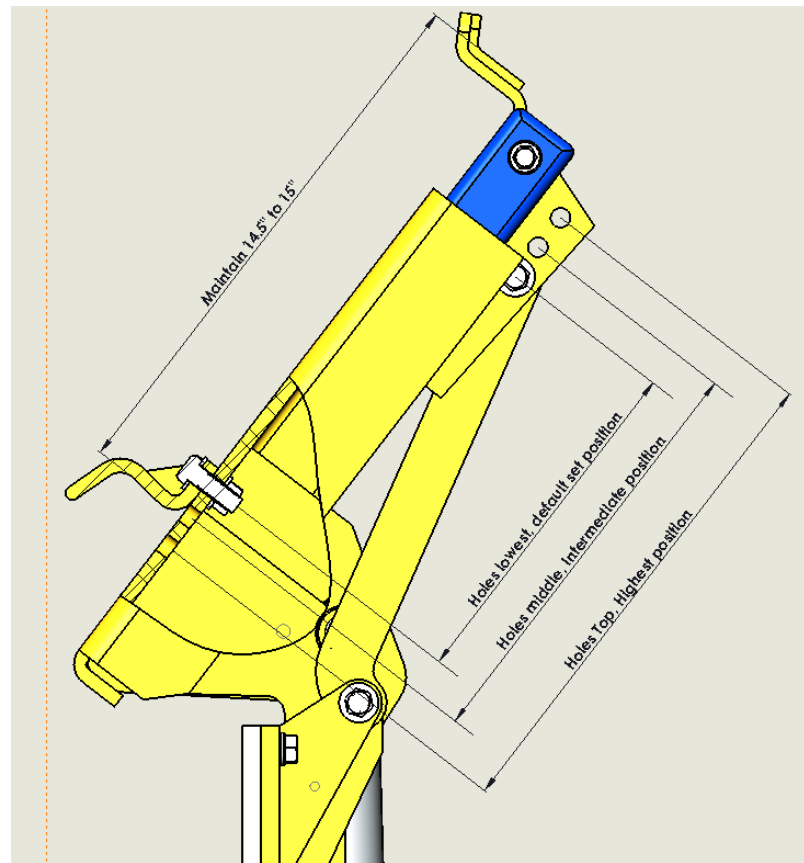 Maintain 14.5" to 15"
Holes lowest, default set position
Holes middle, Intermediate position
Holes Top, Highest position